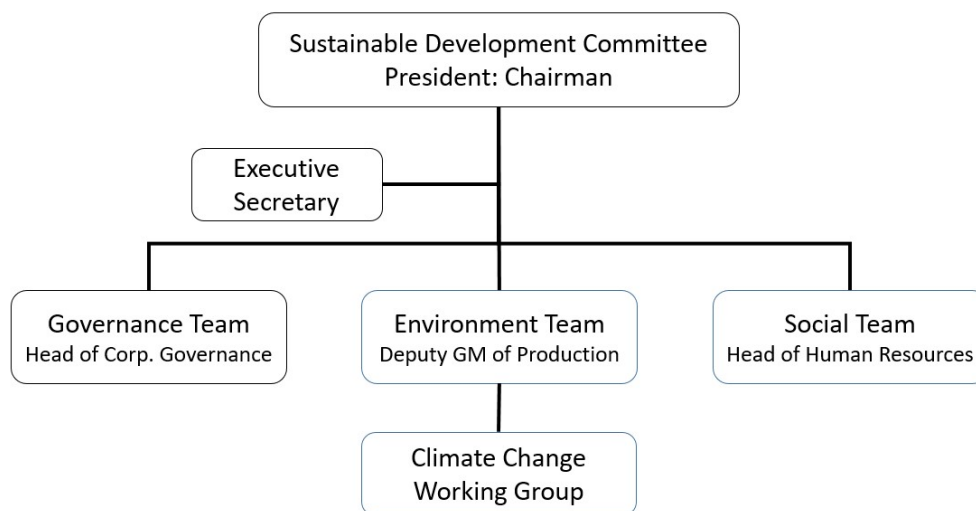 Sustainable Development Committee
President: Chairman
Executive
Secretary
Governance Team
Head of Corp. Governance
Environment Team
Deputy GM of Production
Social Team
Head of Human Resources
Climate Change
Working Group